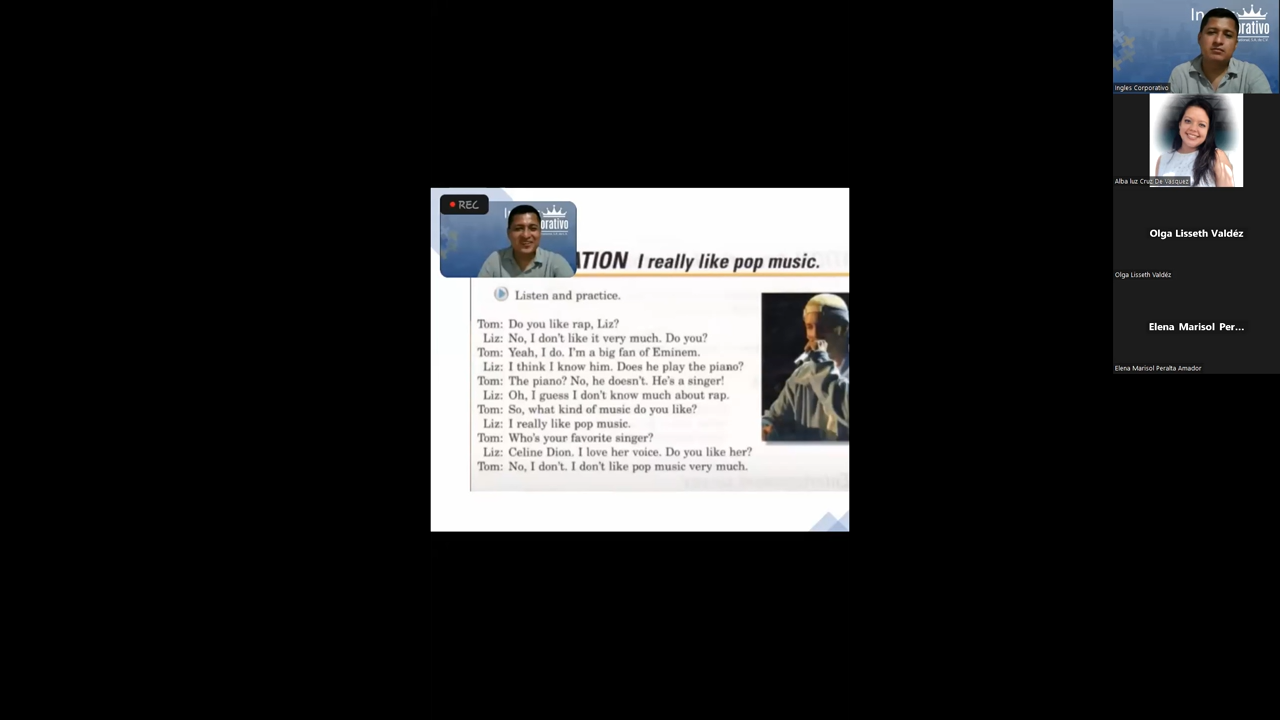 REC
ATION I really like pop music.
Listen and practice.
Tom: Do you like rap, Liz?
Liz: No, I don't like it very much. Do you?
Tom: Yeah, I do. I'm a big fan of Eminem.
Liz: I think I know him. Does he play the piano?
Tom: The piano? No, he doesn't. He's a singer!
Liz: Oh, I guess I don't know much about rap.
Tom: So, what kind of music do you like?
Liz: I really like pop music.
Tom: Who's your favorite singer?
Liz: Celine Dion. I love her voice. Do you like her?
Tom: No, I don't. I don't like pop music very much.
Ingles Corporativo
Alba luz Cruz De Vasquez
Olga Lisseth Valdéz
Olga Lisseth Valdéz
Elena Marisol Per...
Elena Marisol Peralta Amador